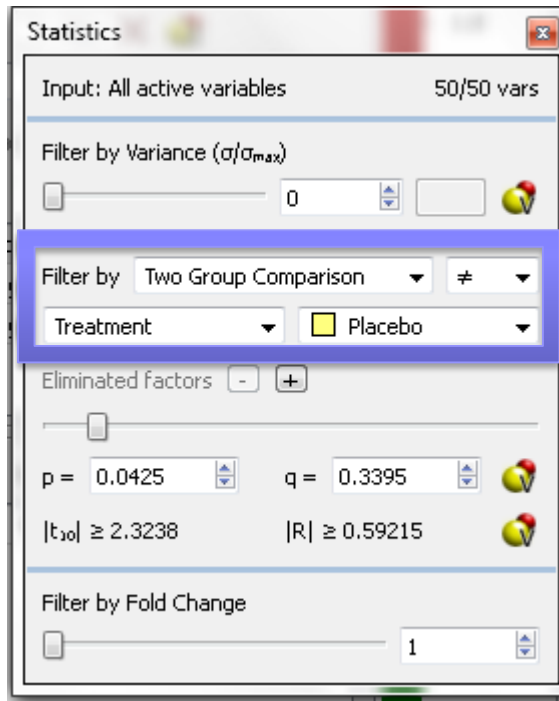 Statistics
Input: All active variables 50/50 vars
Filter by Variance (σ/σₘₐₓ)
0
Filter by Two Group Comparison ≠
Treatment Placebo
Eliminated factors - +
p = 0.0425 q = 0.3395
|t₁₀| ≥ 2.3238 |R| ≥ 0.59215
Filter by Fold Change
1